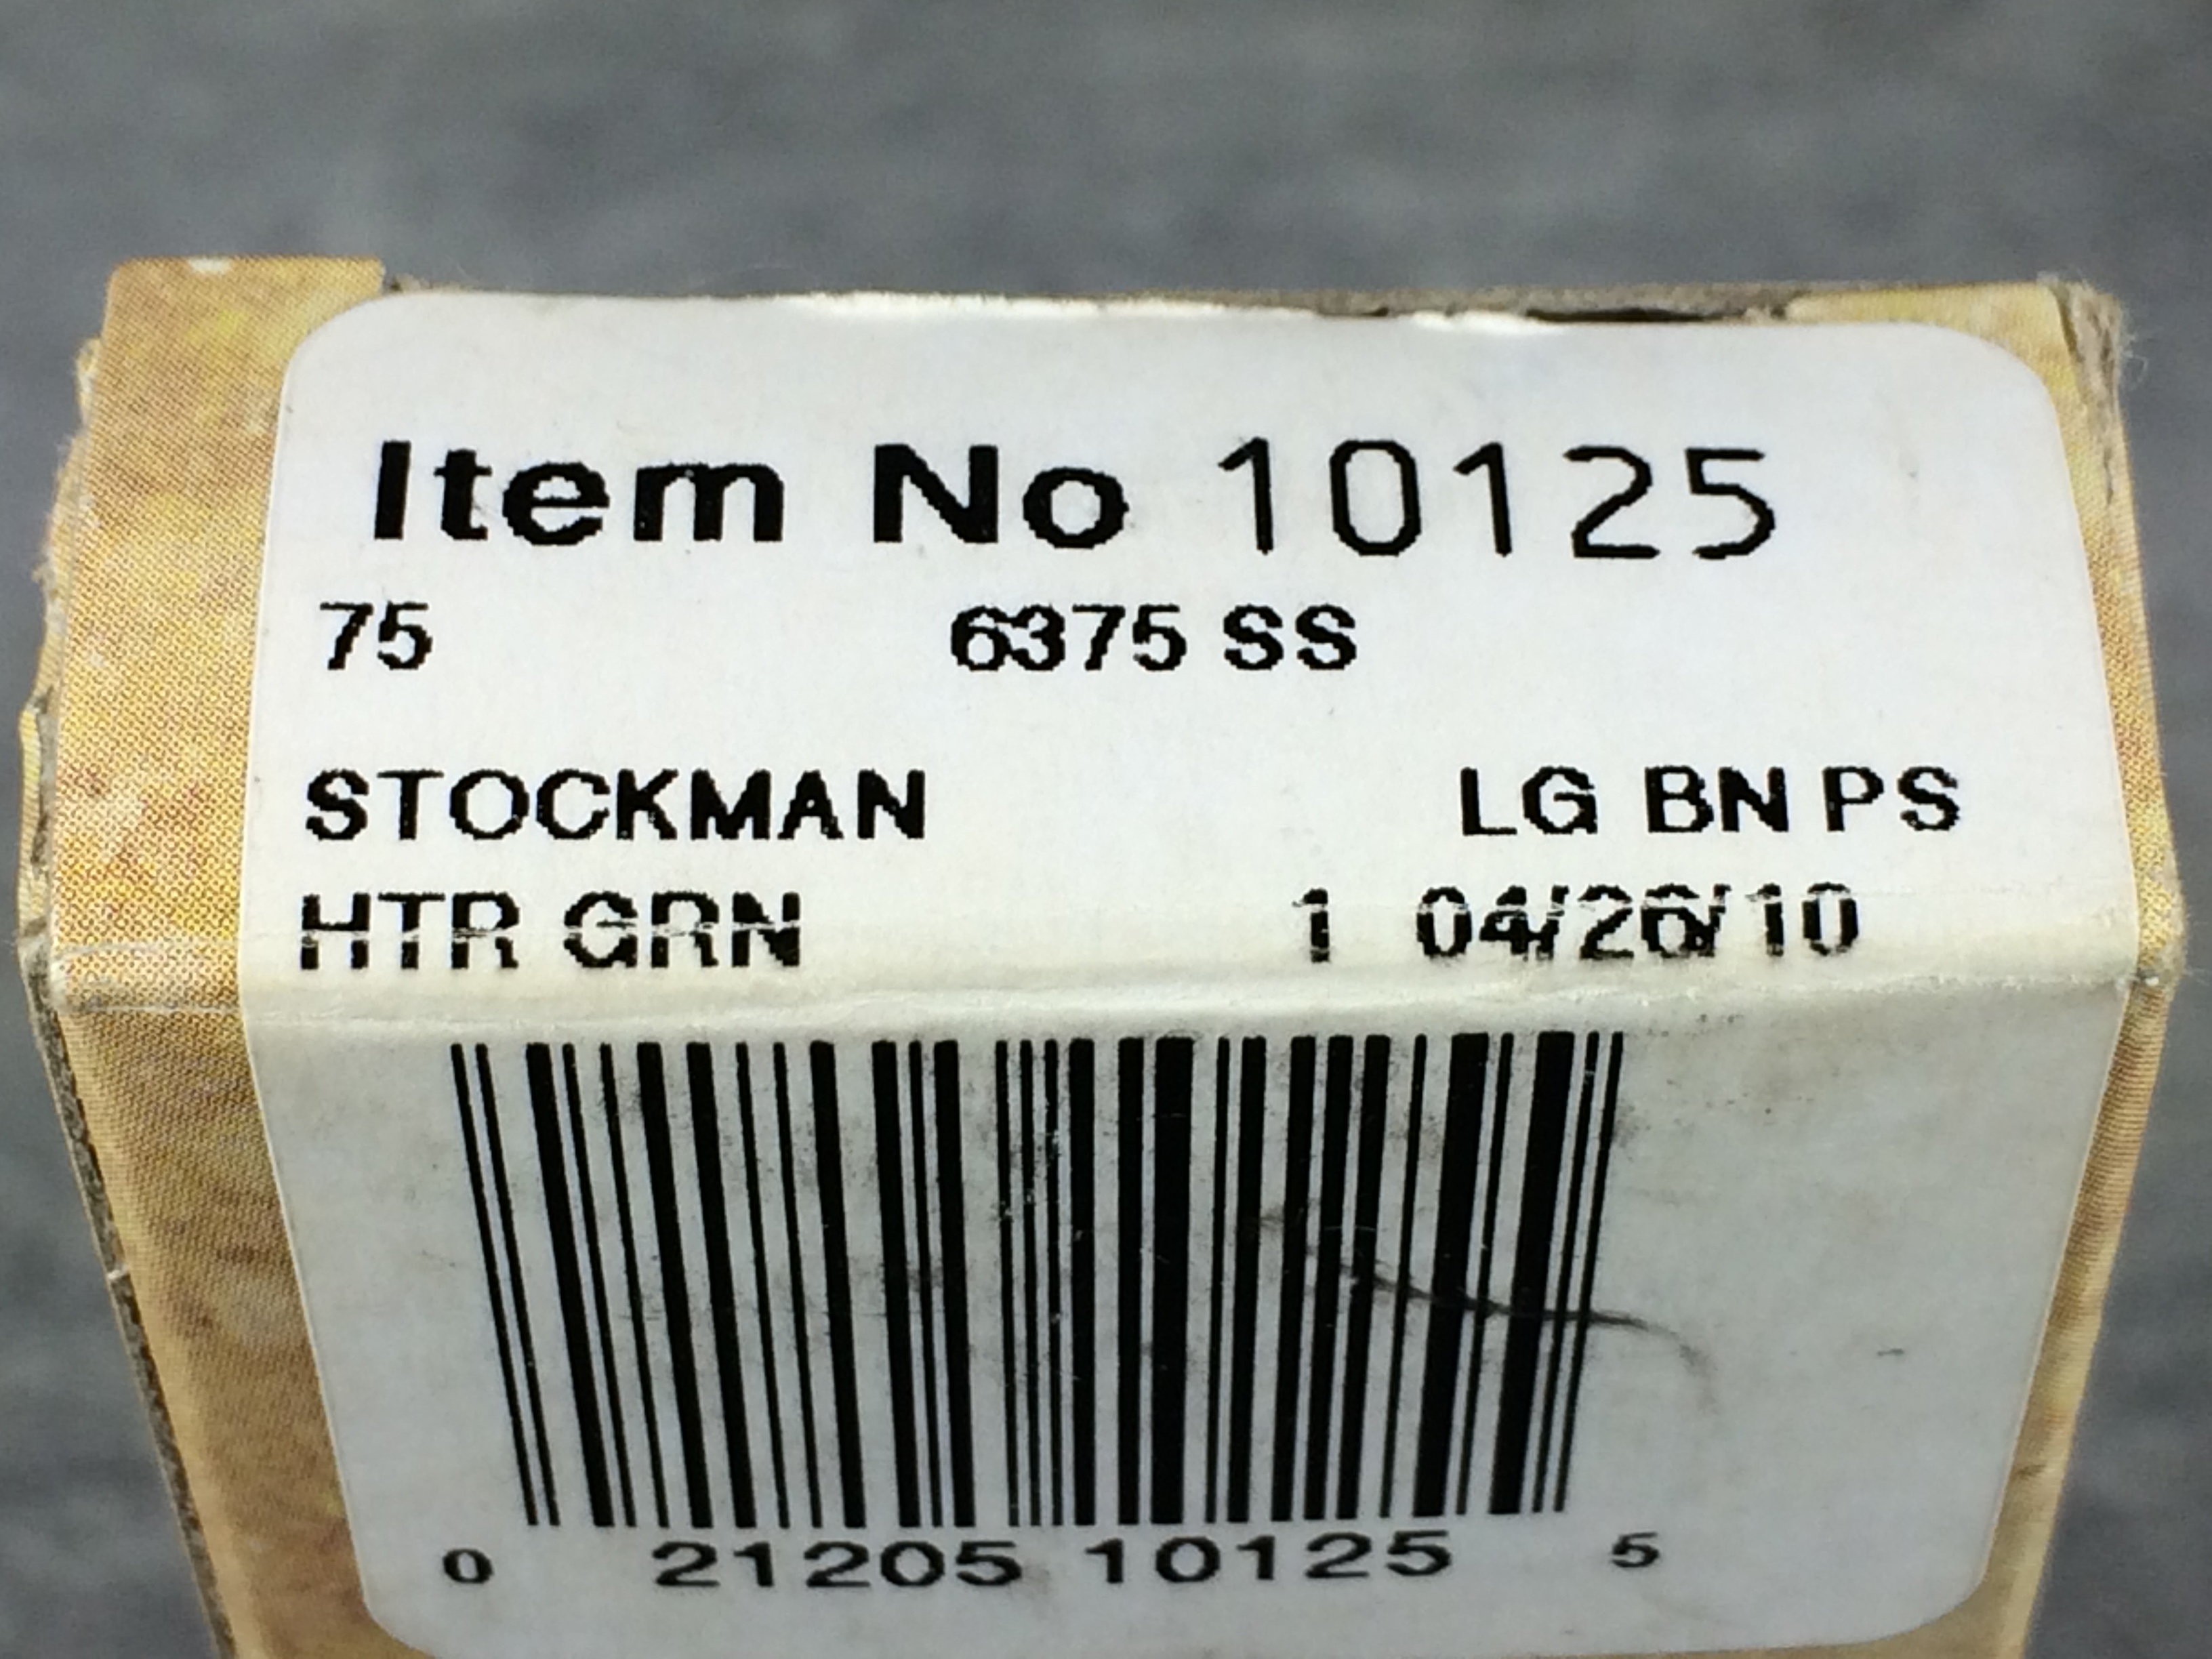 Item No 10125
75 6375 SS
STOCKMAN LG BN PS
HTR GRN 1 04/26/10
0 21205 10125 5